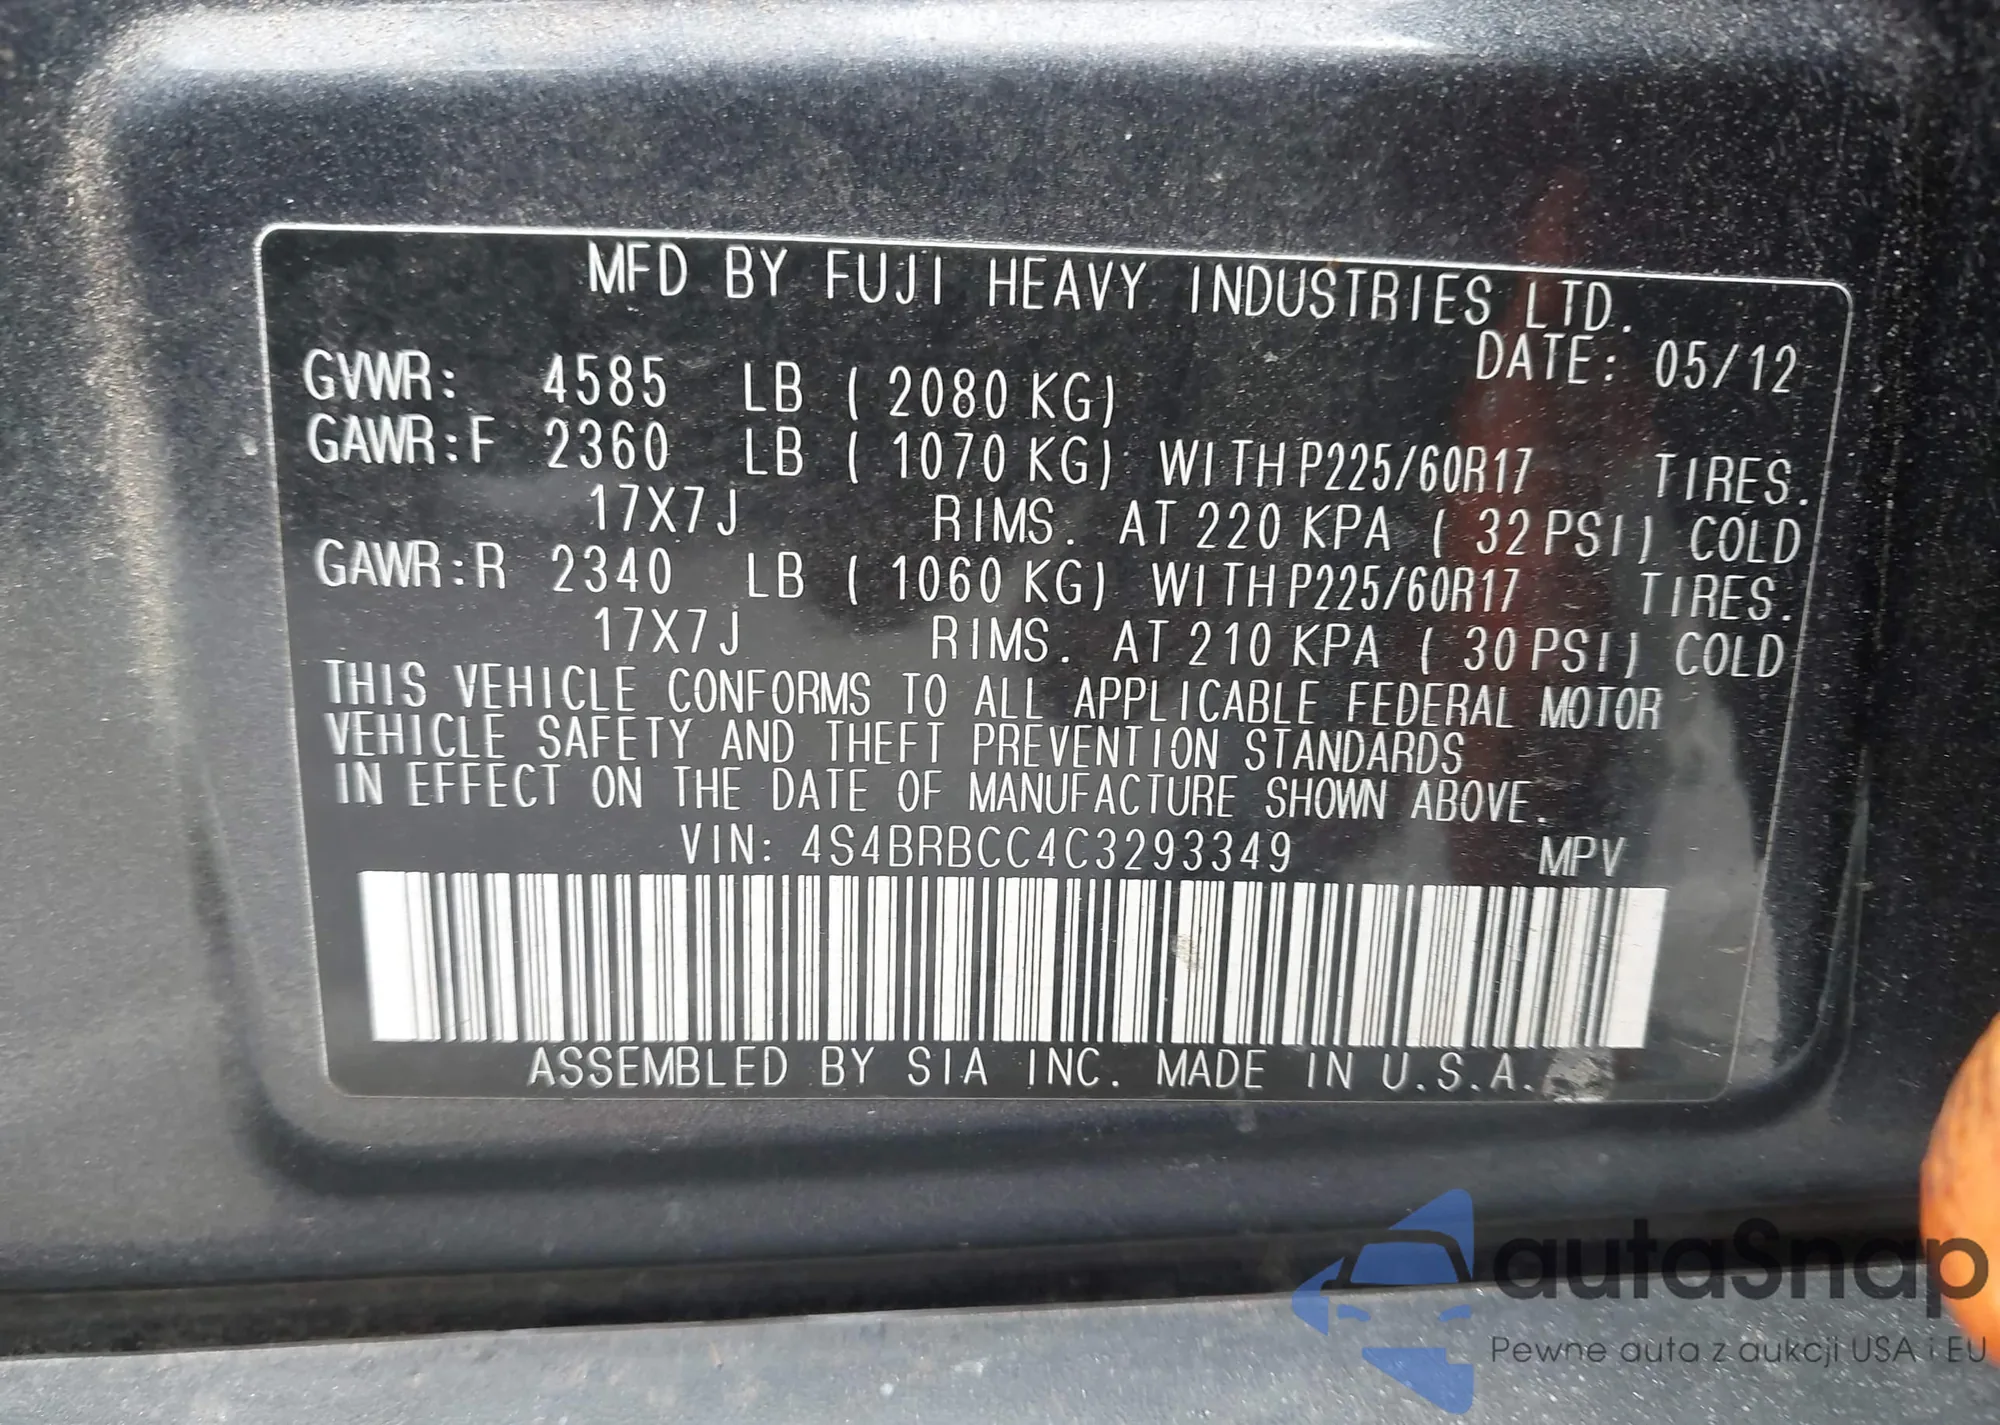 MFD BY FUJI HEAVY INDUSTRIES LTD.
DATE: 05/12
GVWR: 4585 LB ( 2080 KG)
GAWR:F 2360 LB ( 1070 KG) WITH P225/60R17 TIRES.
17X7J RIMS. AT 220 KPA ( 32 PSI) COLD
GAWR:R 2340 LB ( 1060 KG) WITH P225/60R17 TIRES.
17X7J RIMS. AT 210 KPA ( 30 PSI) COLD
THIS VEHICLE CONFORMS TO ALL APPLICABLE FEDERAL MOTOR
VEHICLE SAFETY AND THEFT PREVENTION STANDARDS
IN EFFECT ON THE DATE OF MANUFACTURE SHOWN ABOVE.
VIN: 4S4BRBCC4C3293349 MPV
ASSEMBLED BY SIA INC. MADE IN U.S.A.
autaSnap
Pewne auta z aukcji USA i EU